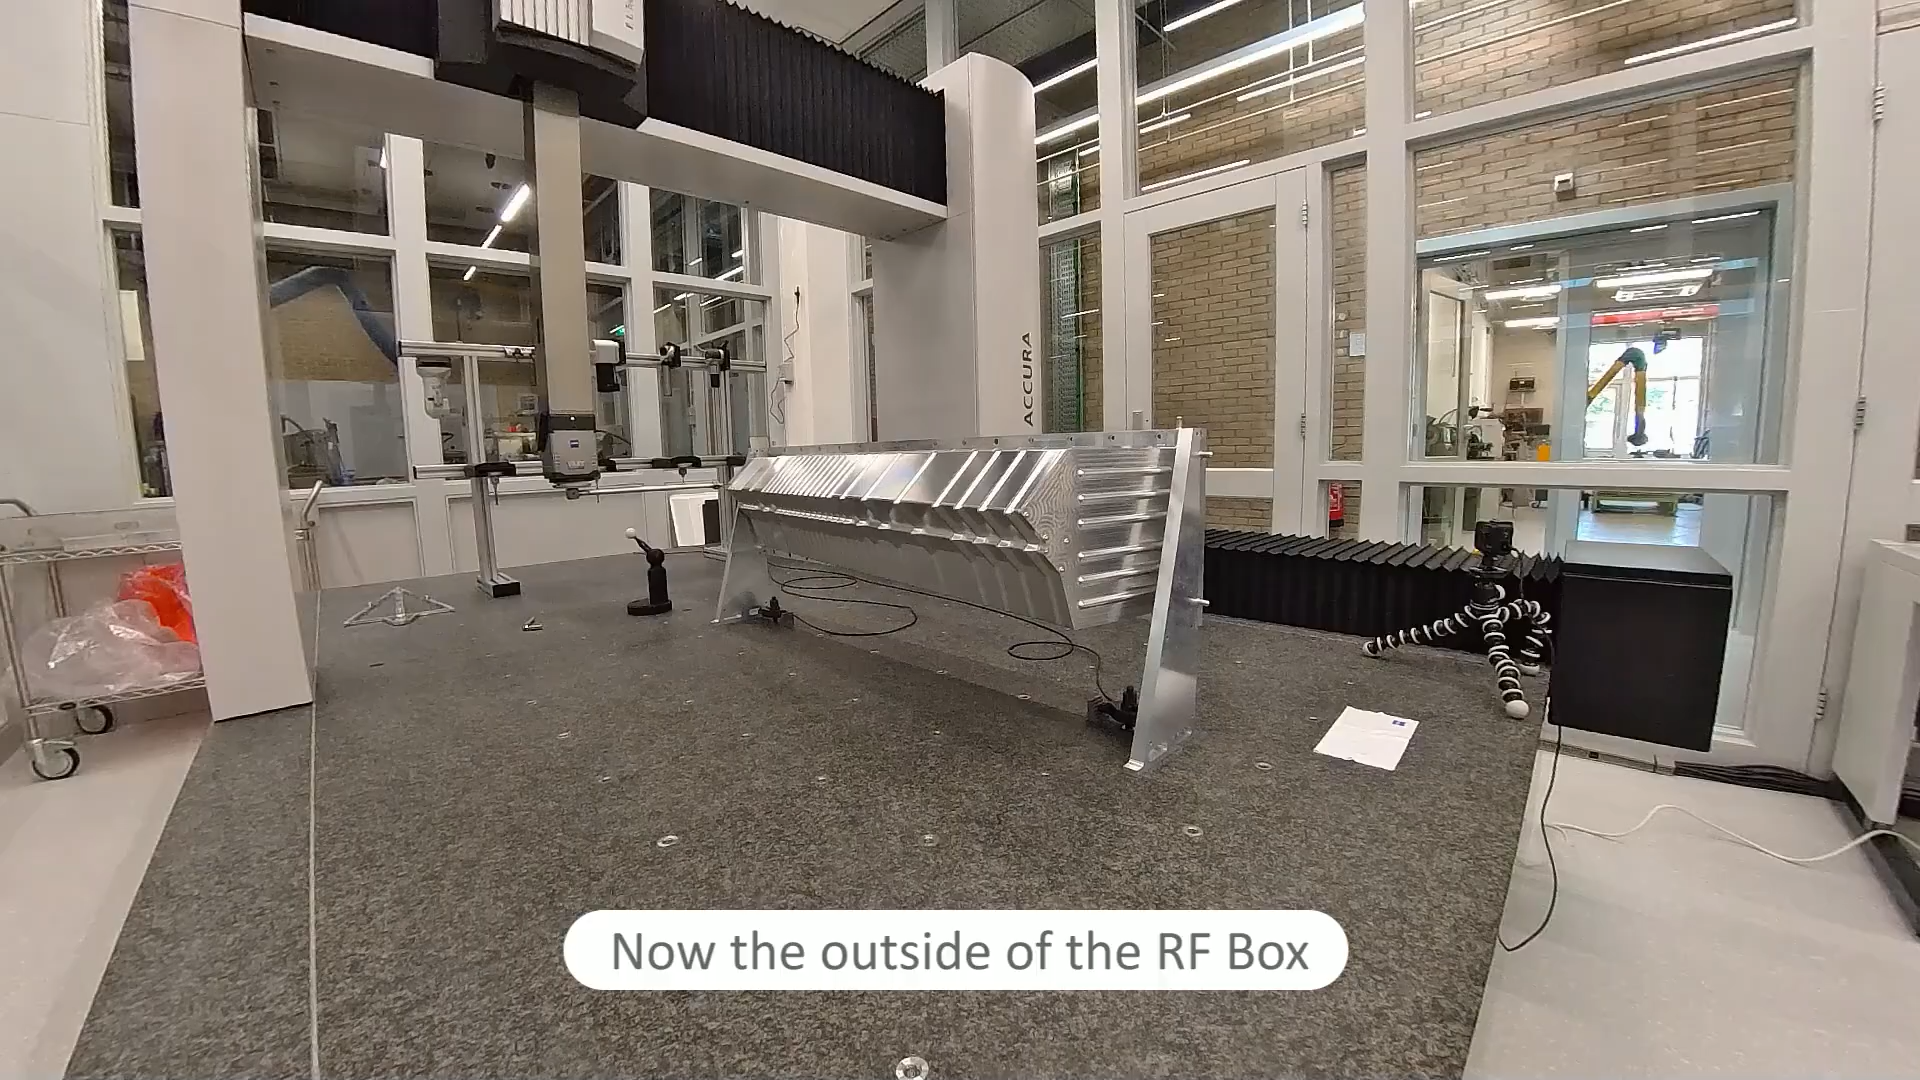 ACCURA
Now the outside of the RF Box